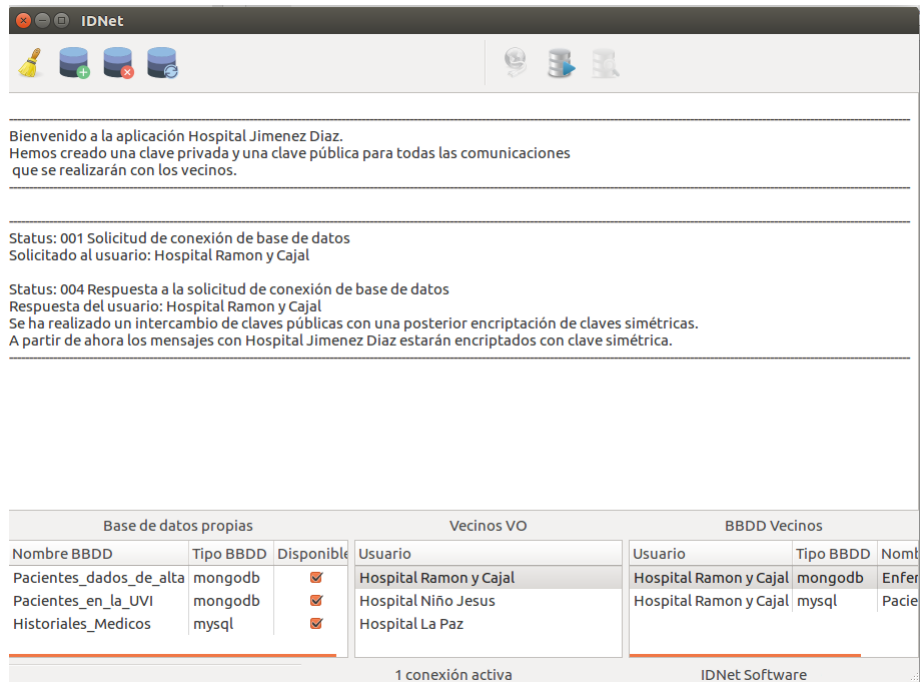 IDNet
Bienvenido a la aplicación Hospital Jimenez Diaz.
Hemos creado una clave privada y una clave pública para todas las comunicaciones
que se realizarán con los vecinos.
Status: 001 Solicitud de conexión de base de datos
Solicitado al usuario: Hospital Ramon y Cajal
Status: 004 Respuesta a la solicitud de conexión de base de datos
Respuesta del usuario: Hospital Ramon y Cajal
Se ha realizado un intercambio de claves públicas con una posterior encriptación de claves simétricas.
A partir de ahora los mensajes con Hospital Jimenez Diaz estarán encriptados con clave simétrica.
Base de datos propias
Nombre BBDD Tipo BBDD Disponible
Pacientes_dados_de_alta mongodb
Pacientes_en_la_UVI mongodb
Historiales_Medicos mysql
Vecinos VO
Usuario
Hospital Ramon y Cajal
Hospital Niño Jesus
Hospital La Paz
BBDD Vecinos
Usuario Tipo BBDD Nomb
Hospital Ramon y Cajal mongodb Enfer
Hospital Ramon y Cajal mysql Pacie
1 conexión activa
IDNet Software